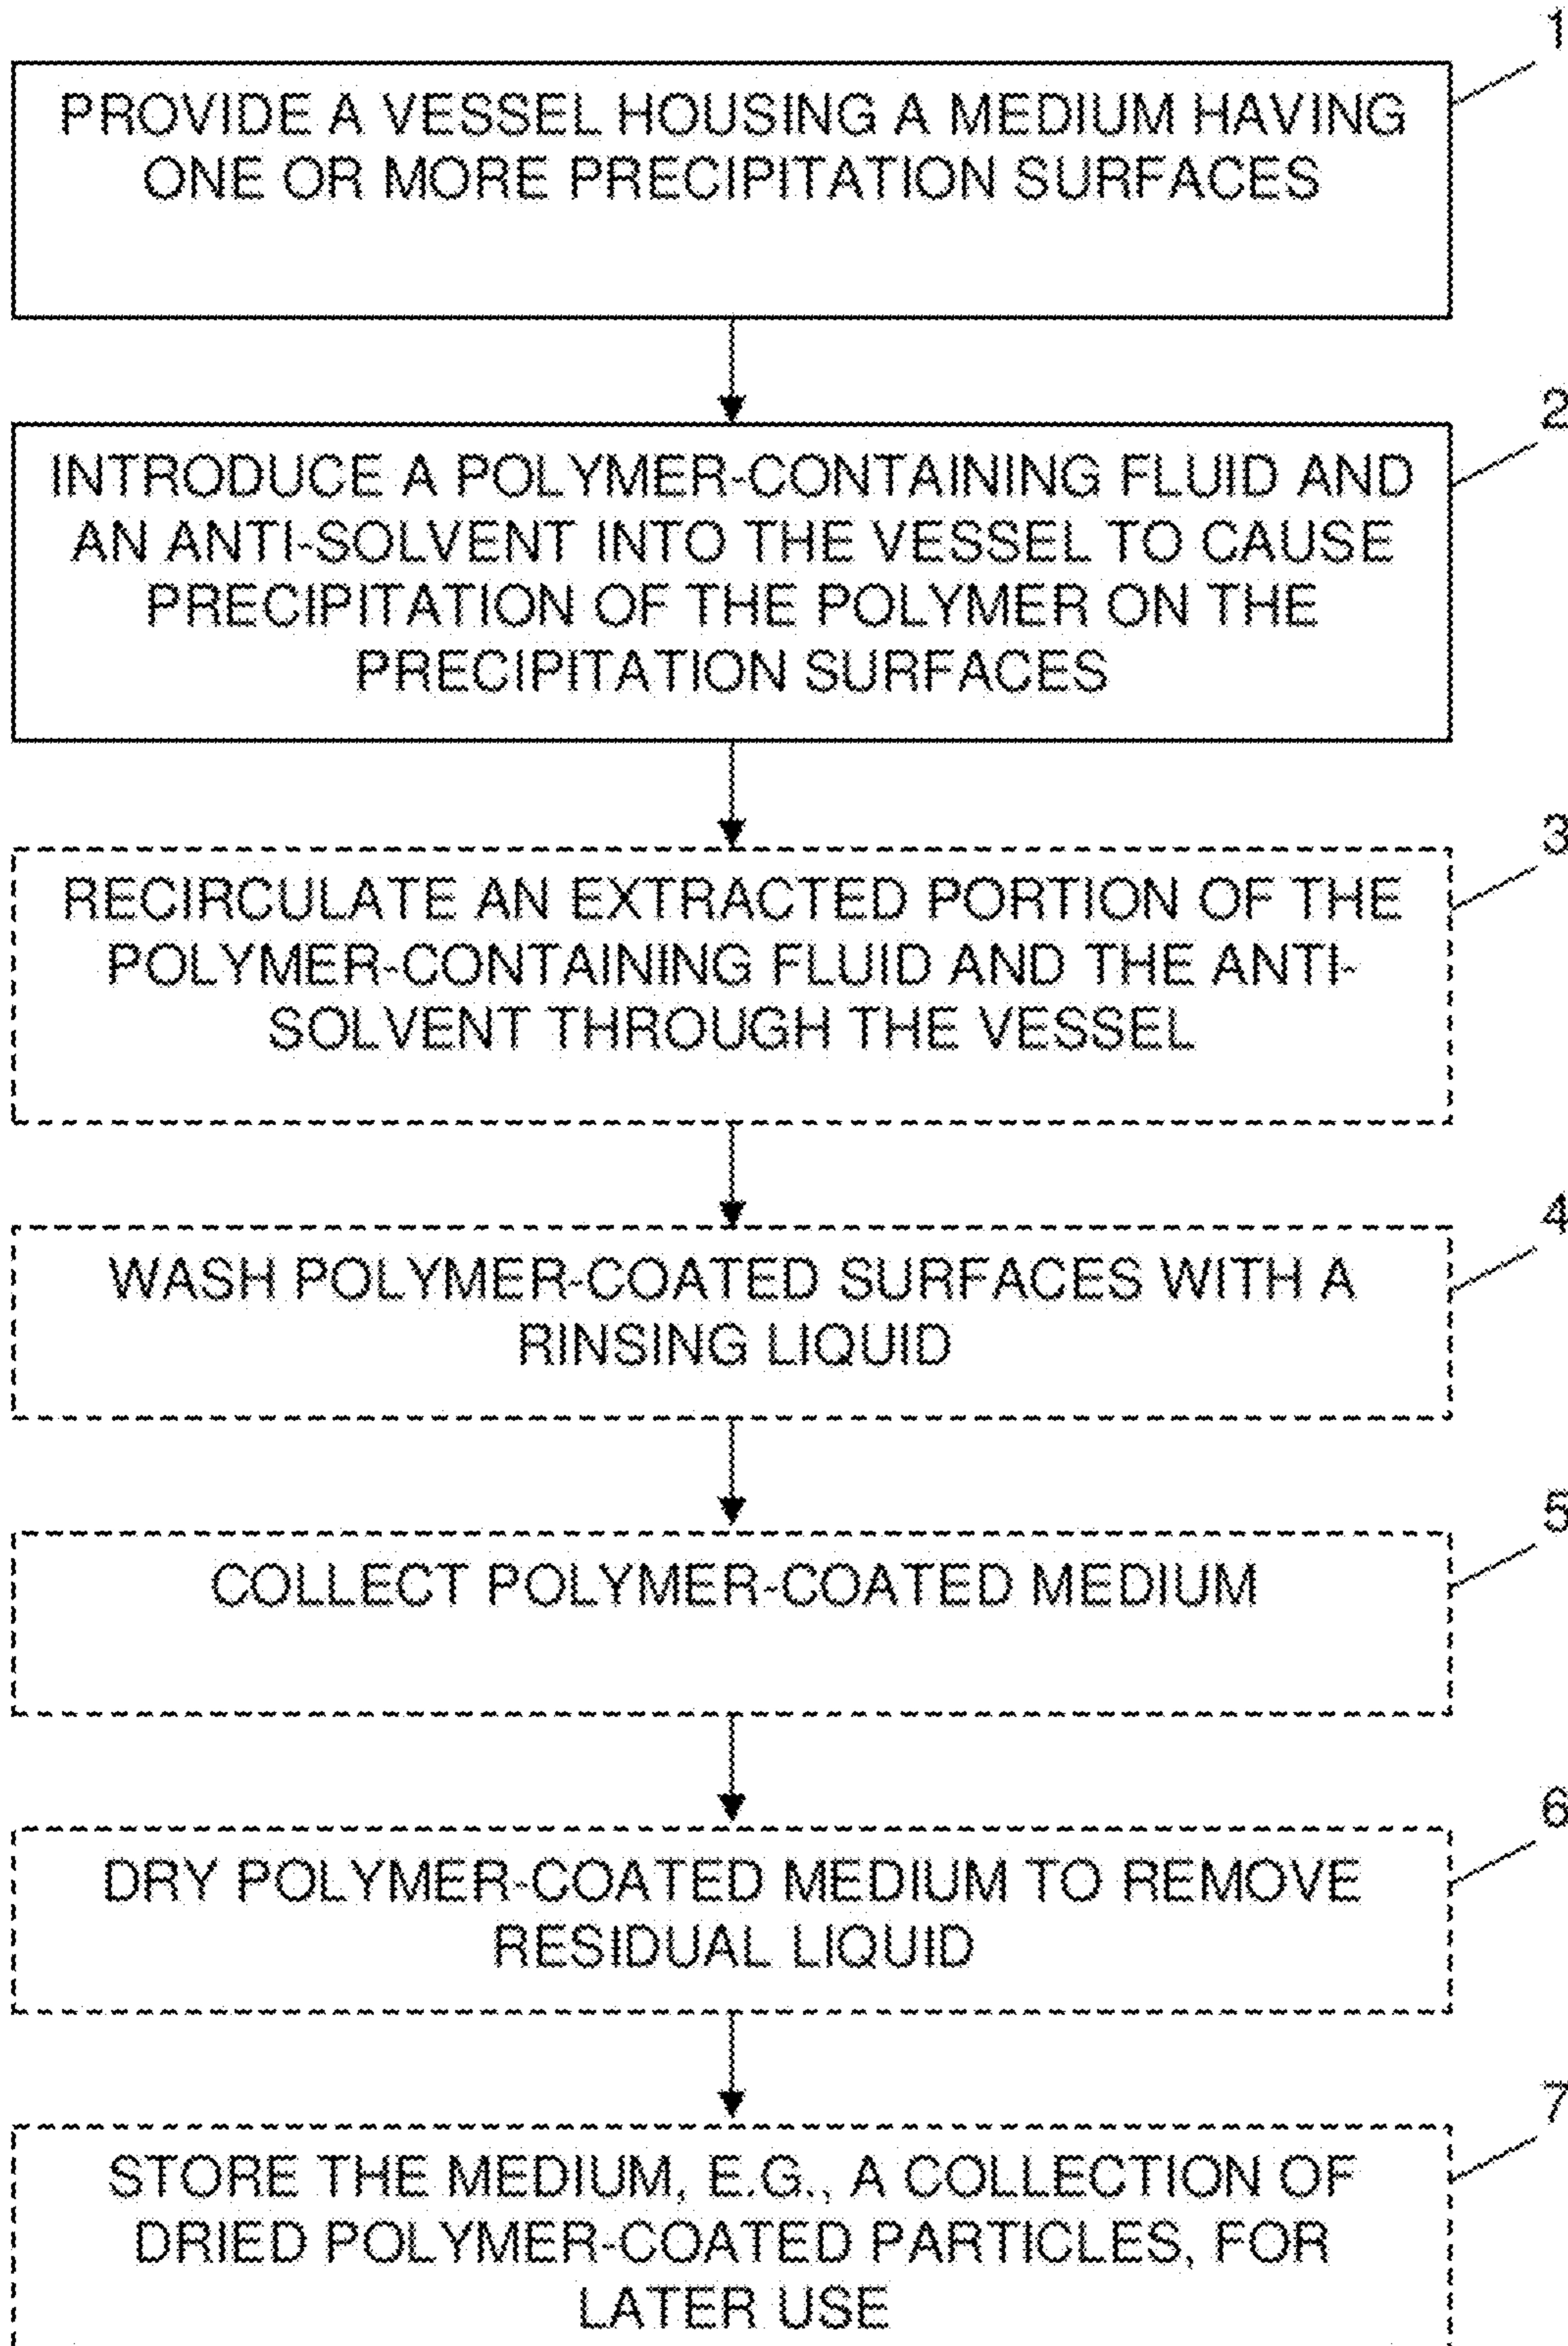 1
PROVIDE A VESSEL HOUSING A MEDIUM HAVING
ONE OR MORE PRECIPITATION SURFACES
2
INTRODUCE A POLYMER-CONTAINING FLUID AND
AN ANTI-SOLVENT INTO THE VESSEL TO CAUSE
PRECIPITATION OF THE POLYMER ON THE
PRECIPITATION SURFACES
3
RECIRCULATE AN EXTRACTED PORTION OF THE
POLYMER-CONTAINING FLUID AND THE ANTI-
SOLVENT THROUGH THE VESSEL
4
WASH POLYMER-COATED SURFACES WITH A
RINSING LIQUID
5
COLLECT POLYMER-COATED MEDIUM
6
DRY POLYMER-COATED MEDIUM TO REMOVE
RESIDUAL LIQUID
7
STORE THE MEDIUM, E.G., A COLLECTION OF
DRIED POLYMER-COATED PARTICLES, FOR
LATER USE